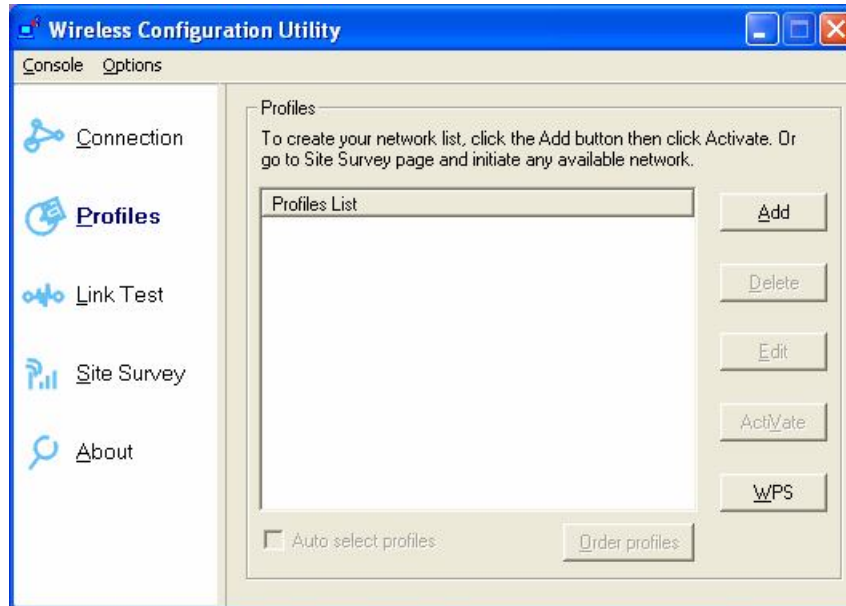 Wireless Configuration Utility
Console Options
Connection
Profiles
Link Test
Site Survey
About
Profiles
To create your network list, click the Add button then click Activate. Or
go to Site Survey page and initiate any available network.
Profiles List
Add
Delete
Edit
ActiVate
WPS
Auto select profiles
Order profiles